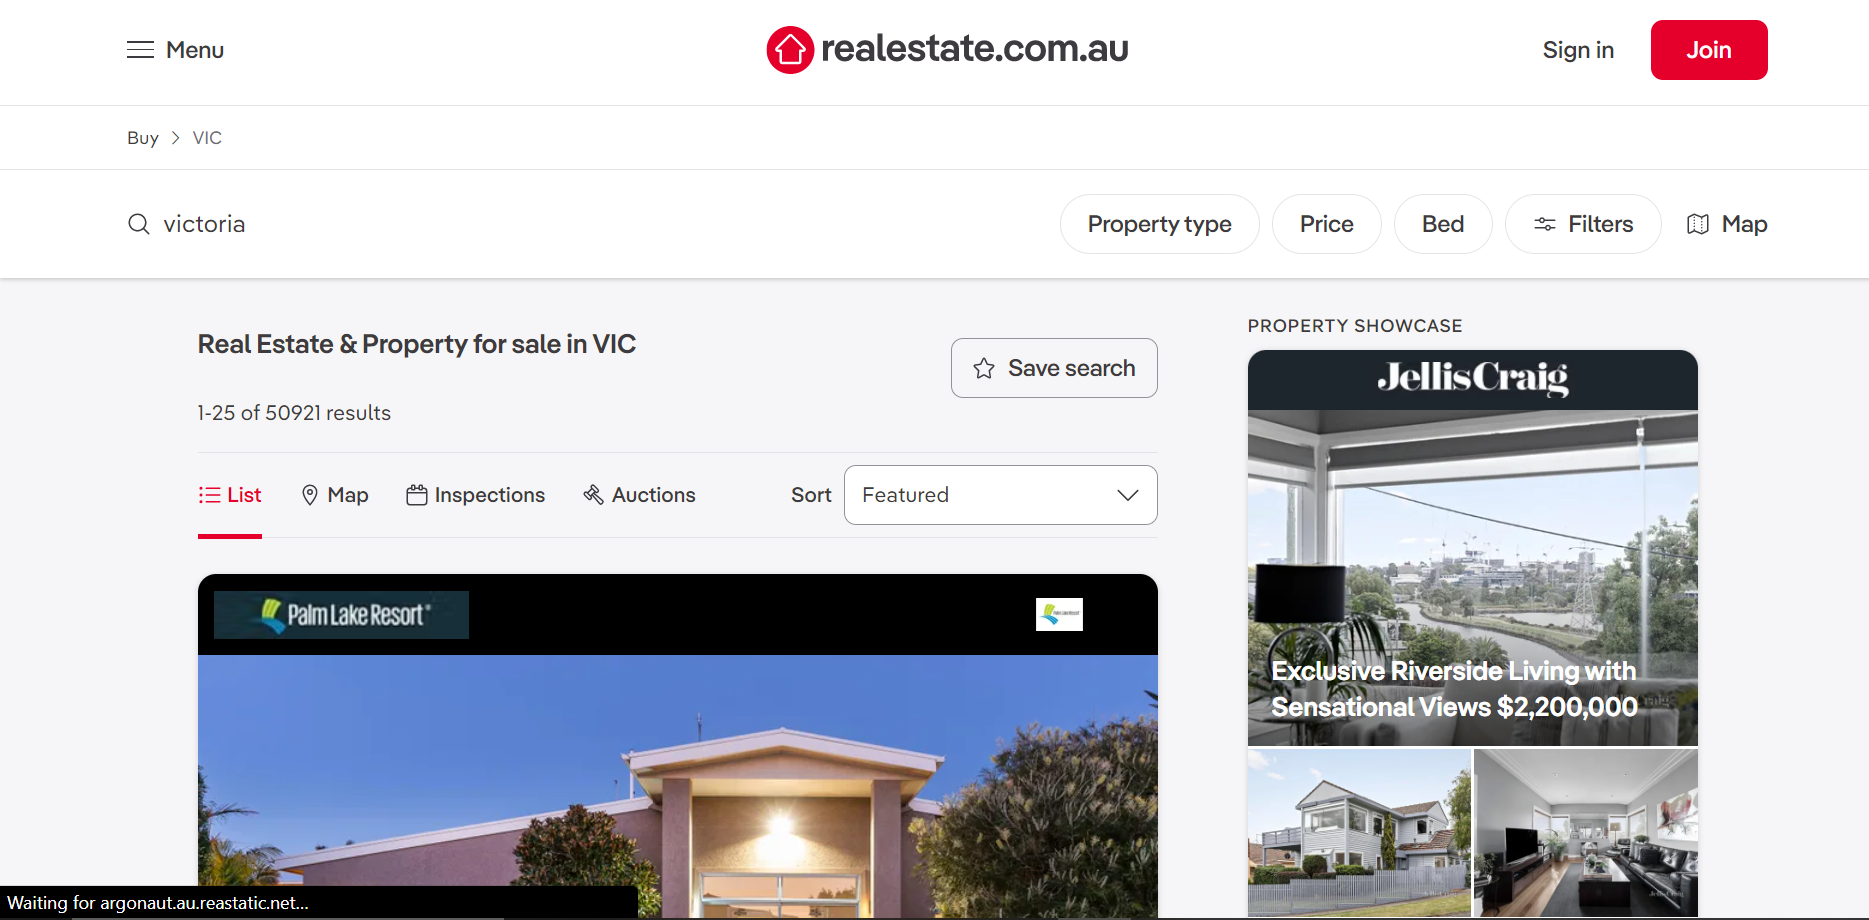 Menu
realestate.com.au
Sign in
Join
Buy
VIC
victoria
Property type
Price
Bed
Filters
Map
Real Estate & Property for sale in VIC
Save search
1-25 of 50921 results
List
Map
Inspections
Auctions
Sort
Featured
Palm Lake Resort
PROPERTY SHOWCASE
JellisCraig
Exclusive Riverside Living with
Sensational Views $2,200,000
JellisCraig
Waiting for argonaut.au.reastatic.net...